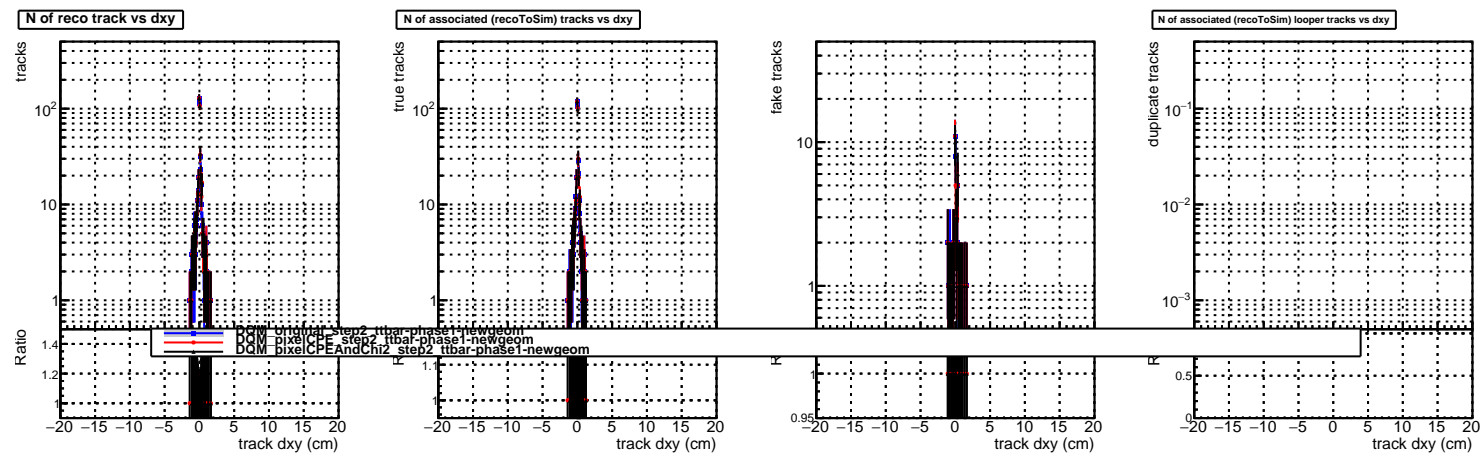 N of reco track vs dxy
tracks
10²
10
1
Ratio
1.4
1.2
1
−20 −15 −10 −5 0 5 10 15 20
track dxy (cm)
N of associated (recoToSim) tracks vs dxy
true tracks
10²
10
1
1.1
1
−20 −15 −10 −5 0 5 10 15 20
track dxy (cm)
fake tracks
10
1
1
0.95
−20 −15 −10 −5 0 5 10 15 20
track dxy (cm)
N of associated (recoToSim) looper tracks vs dxy
duplicate tracks
10⁻¹
10⁻²
10⁻³
0.5
0
−20 −15 −10 −5 0 5 10 15 20
track dxy (cm)
DQM_original_step2_ttbar-phase1-newgeom
DQM_pixelCPE_step2_ttbar-phase1-newgeom
DQM_pixelCPEAndChi2_step2_ttbar-phase1-newgeom